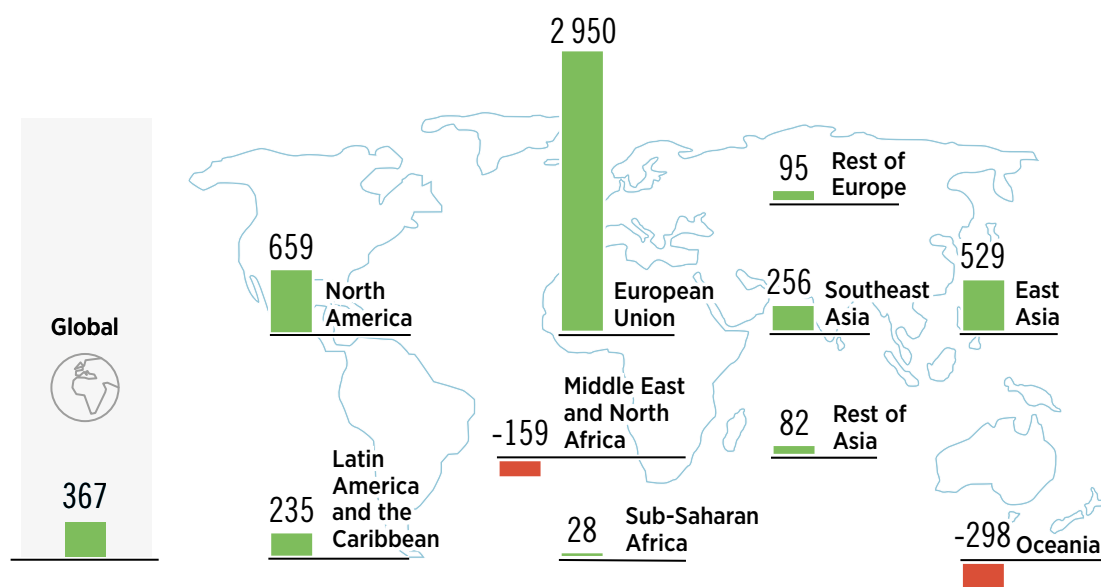 Global
367
659
North
America
235
Latin
America
and the
Caribbean
2 950
European
Union
-159
Middle East
and North
Africa
28
Sub-Saharan
Africa
95
Rest of
Europe
256
Southeast
Asia
82
Rest of
Asia
529
East
Asia
-298
Oceania